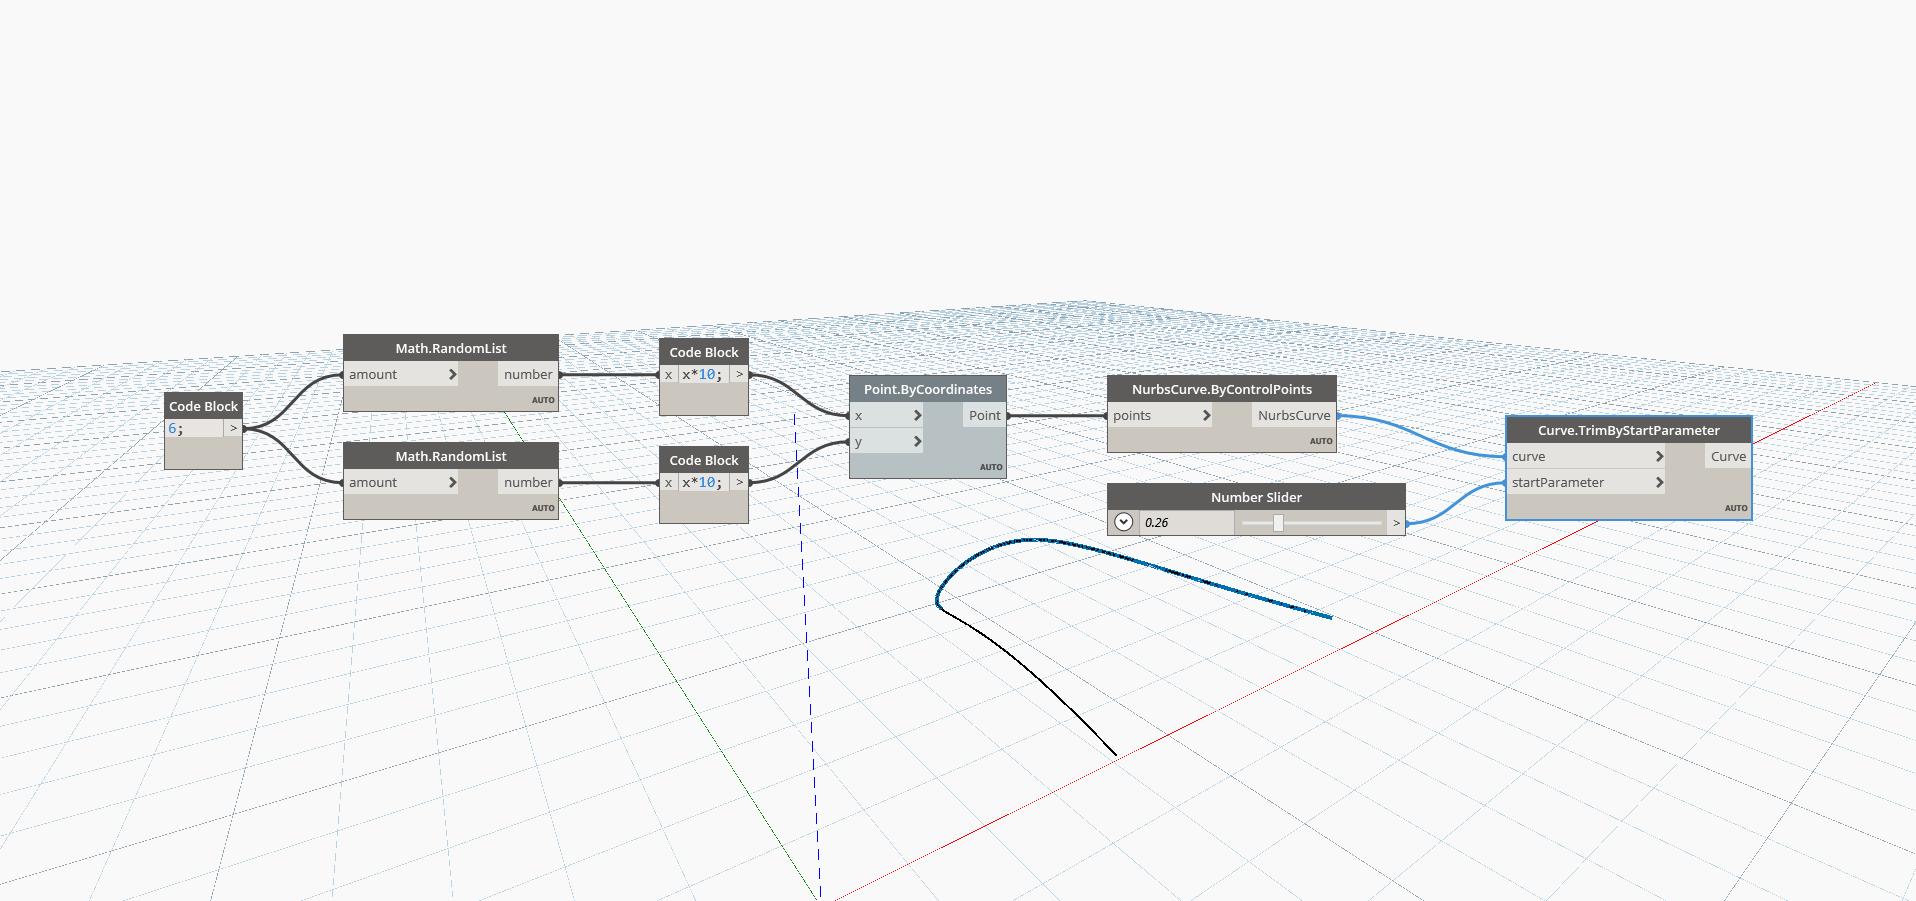 Code Block
6; >
Math.RandomList
amount > number
AUTO
Math.RandomList
amount > number
AUTO
Code Block
x x*10; >
Code Block
x x*10; >
Point.ByCoordinates
x > Point
y >
AUTO
NurbsCurve.ByControlPoints
points > NurbsCurve
AUTO
Number Slider
0.26 >
Curve.TrimByStartParameter
curve > Curve
startParameter >
AUTO